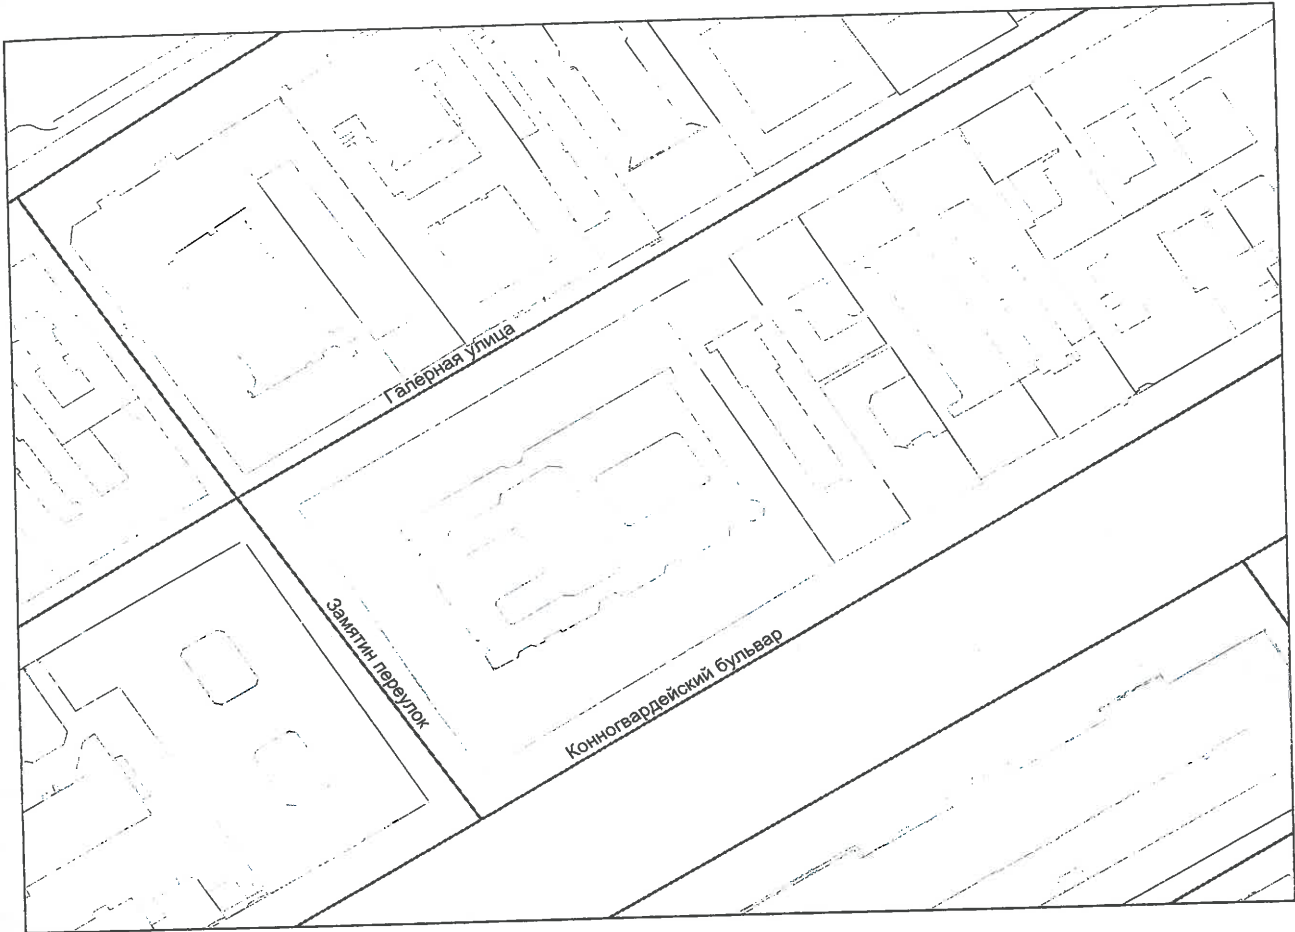 Галерная улица
Замятин переулок
Конногвардейский бульвар